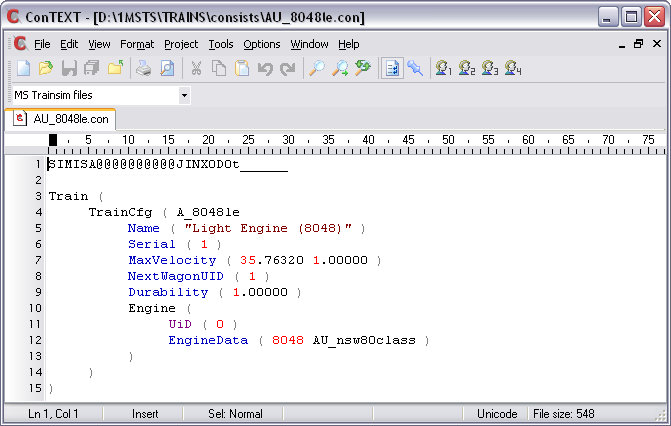 ConTEXT - [D:\1MSTS\TRAINS\consists\AU_8048le.con]
File Edit View Format Project Tools Options Window Help
1 2 3 4
MS Trainsim files
AU_8048le.con
5 10 15 20 25 30 35 40 45 50 55 60 65 70 75
1 SIMISA@@@@@@@@@@JINX0D0t______
2
3 Train (
4 TrainCfg ( A_8048le
5 Name ( "Light Engine (8048)" )
6 Serial ( 1 )
7 MaxVelocity ( 35.76320 1.00000 )
8 NextWagonUID ( 1 )
9 Durability ( 1.00000 )
10 Engine (
11 UiD ( 0 )
12 EngineData ( 8048 AU_nsw80class )
13 )
14 )
15 )
Ln 1, Col 1 Insert Sel: Normal Unicode File size: 548